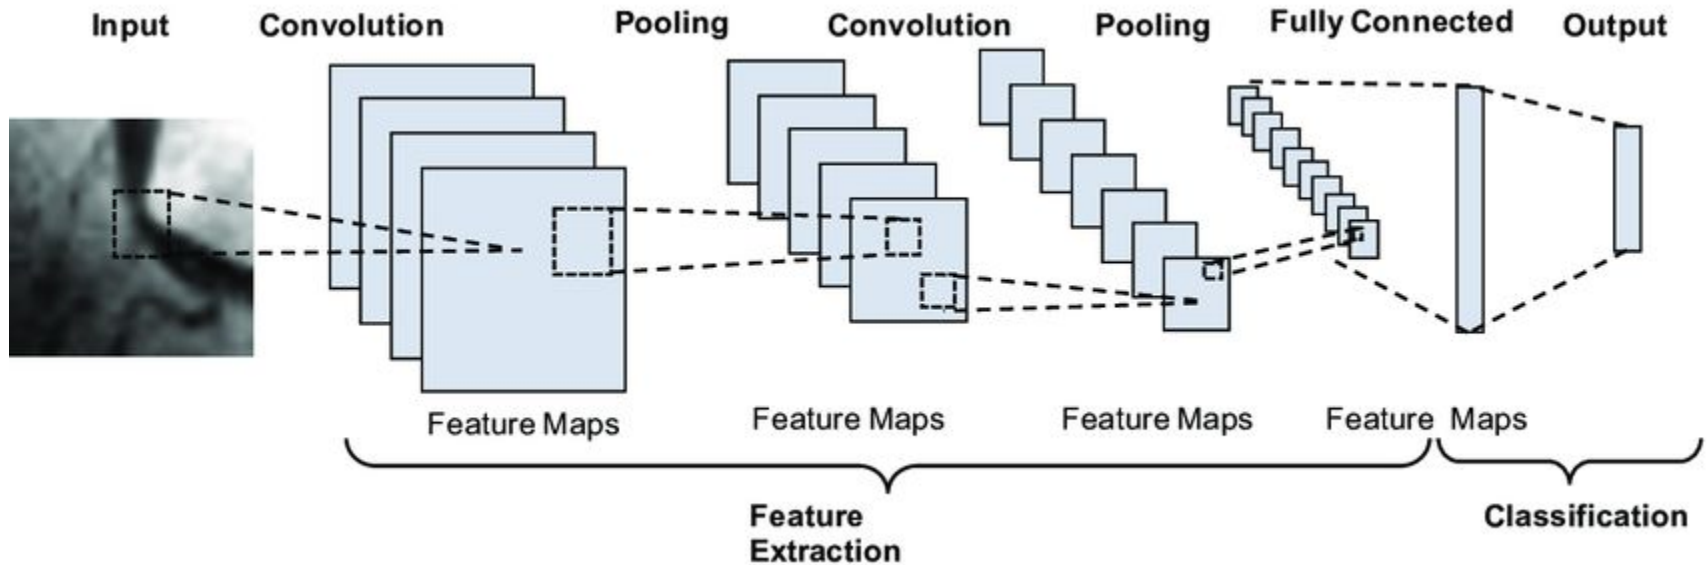 Input Convolution Pooling Convolution Pooling Fully Connected Output
Feature Maps Feature Maps Feature Maps Feature Maps
Feature
Extraction
Classification